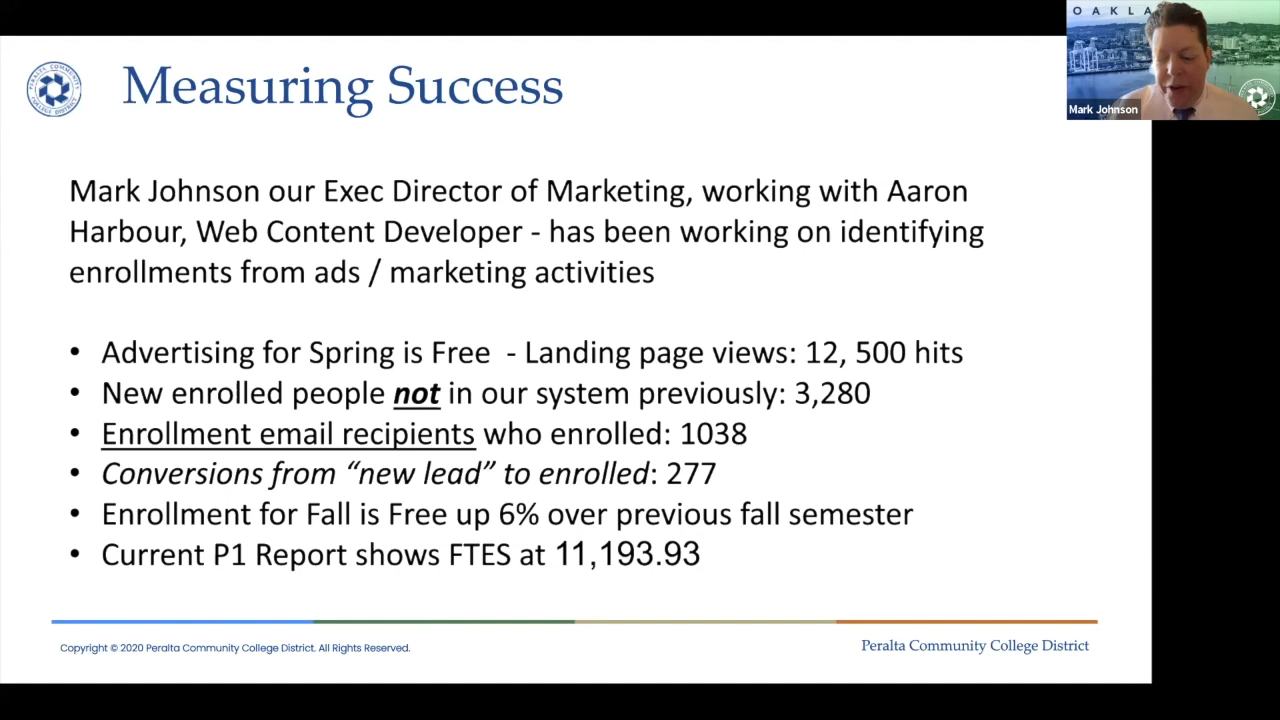 OAKLA
Mark Johnson
Measuring Success
Mark Johnson our Exec Director of Marketing, working with Aaron
Harbour, Web Content Developer - has been working on identifying
enrollments from ads / marketing activities
• Advertising for Spring is Free - Landing page views: 12, 500 hits
• New enrolled people not in our system previously: 3,280
• Enrollment email recipients who enrolled: 1038
• Conversions from “new lead” to enrolled: 277
• Enrollment for Fall is Free up 6% over previous fall semester
• Current P1 Report shows FTES at 11,193.93
Copyright © 2020 Peralta Community College District. All Rights Reserved.
Peralta Community College District
PERALTA COMMUNITY COLLEGE DISTRICT